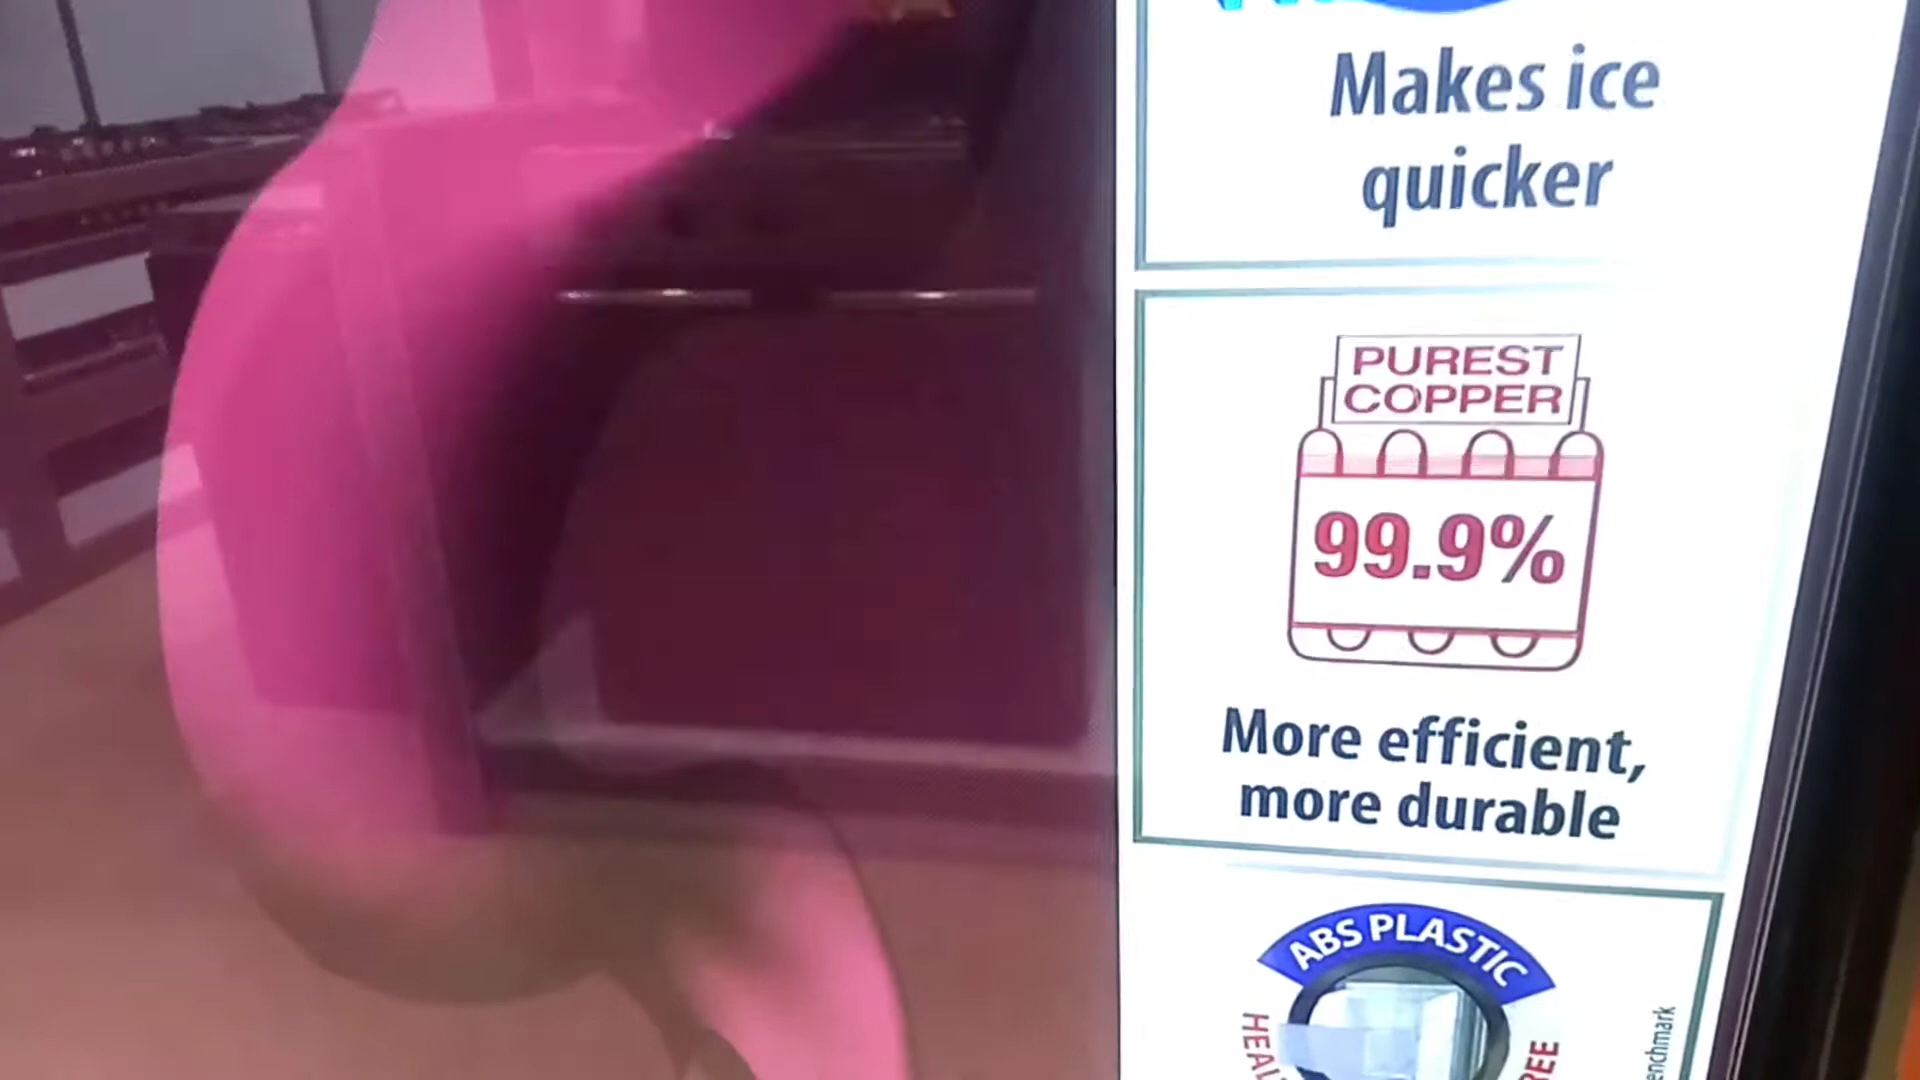 Makes ice
quicker
PUREST
COPPER
99.9%
More efficient,
more durable
ABS PLASTIC